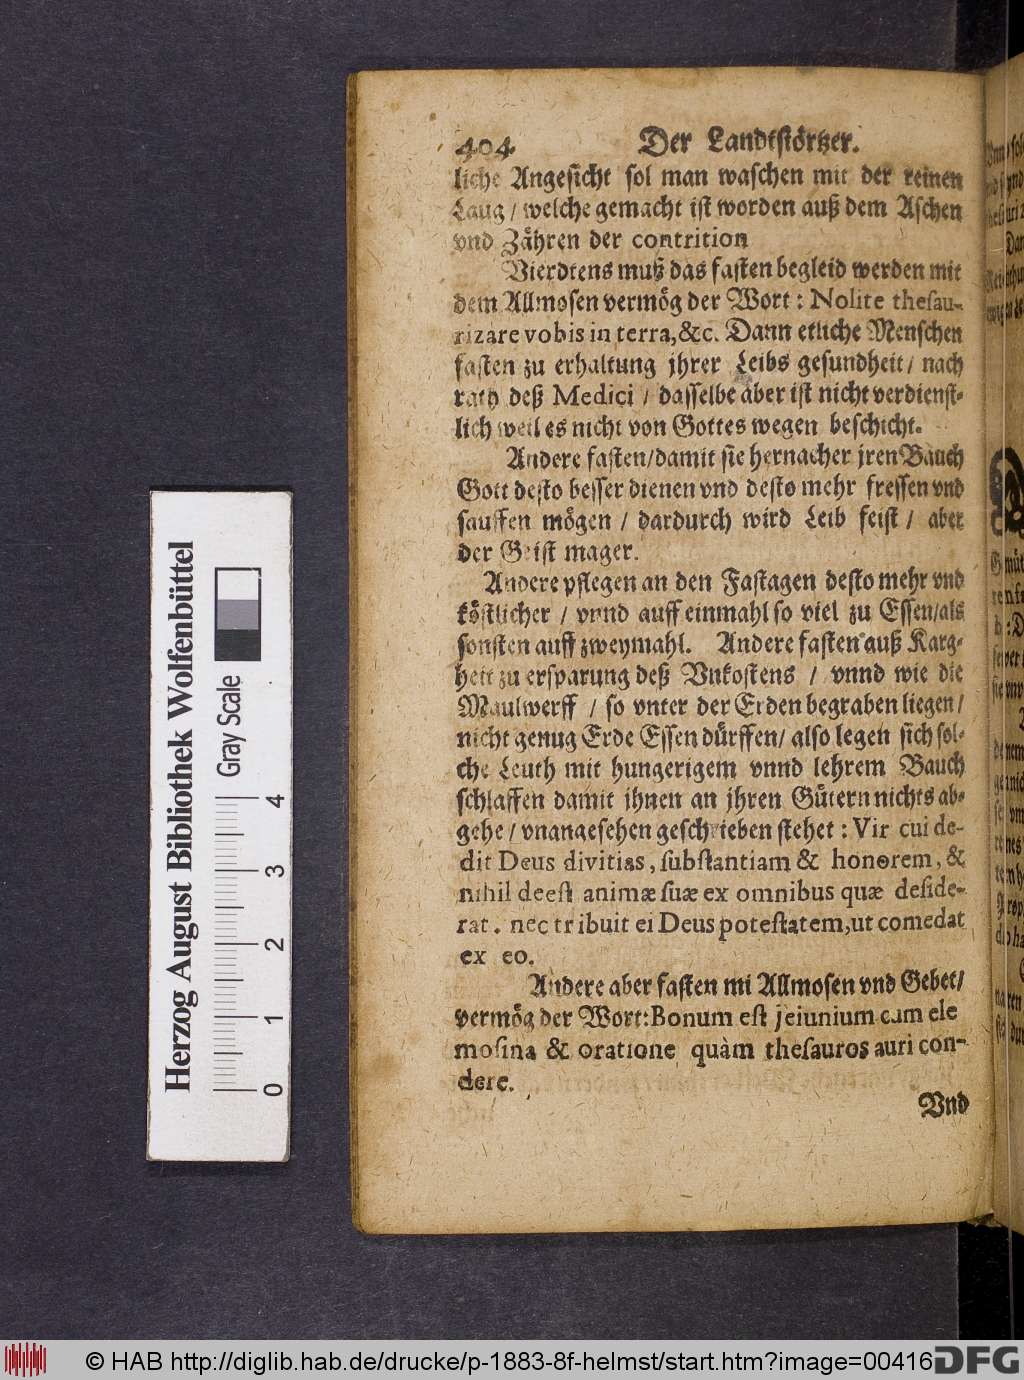 404. Der Landtstörtzer.
liche Angesicht sol man waschen mit der reinen
Laug / welche gemacht ist worden auß dem Aschen
vnd Zähren der contrition
Vierdtens muß das fasten begleid werden mit
dem Allmosen vermög der Wort : Nolite thesau-
rizare vobis in terra, &c. Dann etliche Menschen
fasten zu erhaltung jhrer Leibs gesundheit / nach
rath deß Medici / dasselbe aber ist nicht verdienst-
lich weil es nicht von Gottes wegen beschicht.
Andere fasten/damit sie hernacher jren Bauch
Gott desto besser dienen vnd desto mehr fressen vnd
sauffen mögen / dardurch wird Leib feist / aber
der Geist mager.
Andere pflegen an den Fastagen desto mehr vnd
köstlicher / vnnd auff einmahl so viel zu Essen/als
sonsten auff zweymahl. Andere fasten auß Karg-
heit zu ersparung deß Vnkostens / vnnd wie die
Maulwerff / so vnter der Erden begraben liegen /
nicht genug Erde Essen dürffen/ also legen sich sol-
che Leuth mit hungerigem vnnd lehrem Bauch
schlaffen damit ihnen an jhren Gütern nichts ab-
gehe / vnangesehen geschrieben stehet : Vir cui de-
dit Deus divitias, substantiam & honorem, &
nihil deest animæ suæ ex omnibus quæ deside-
rat. nec tribuit ei Deus potestatem,ut comedat
ex eo.
Andere aber fasten mi Allmosen vnd Gebet/
vermög der Wort:Bonum est jeiunium cum ele
mosina & oratione quàm thesauros auri con-
dere.
Vnd
Herzog August Bibliothek Wolfenbüttel
Gray Scale
0 1 2 3 4
© HAB http://diglib.hab.de/drucke/p-1883-8f-helmst/start.htm?image=00416
DFG